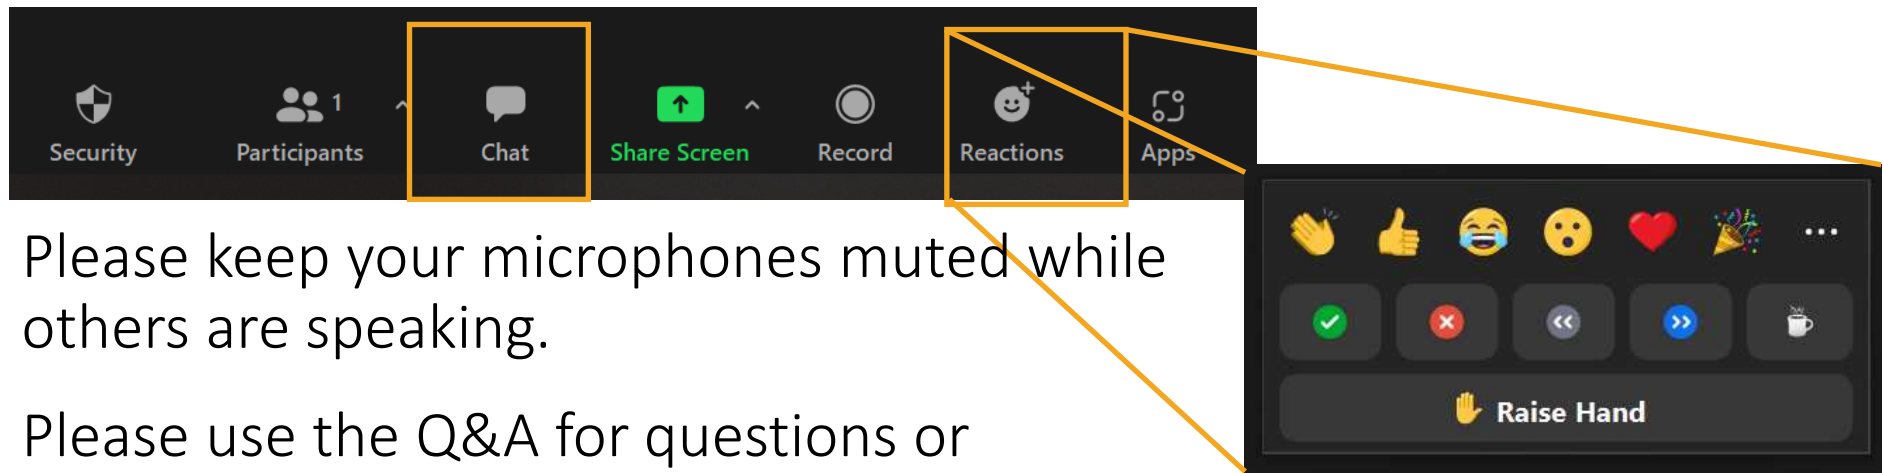 1
Security Participants Chat Share Screen Record Reactions Apps
Please keep your microphones muted while
others are speaking.
Raise Hand
Please use the Q&A for questions or